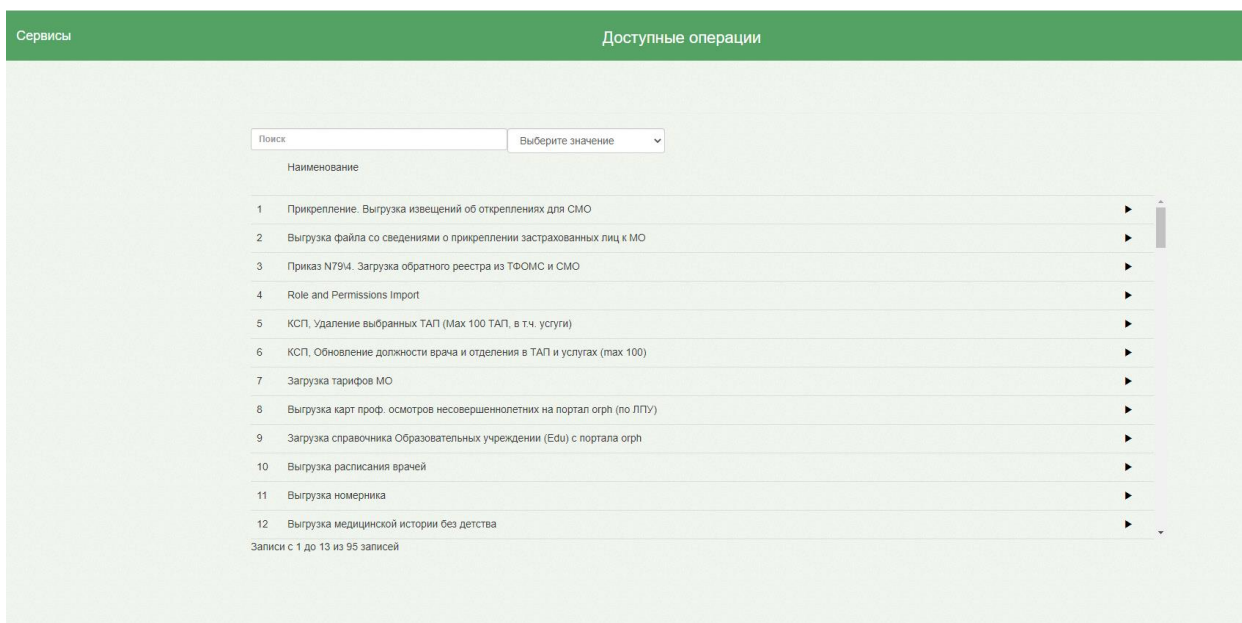 Сервисы
Доступные операции
Поиск
Выберите значение
Наименование
1 Прикрепление. Выгрузка извещений об откреплениях для СМО
2 Выгрузка файла со сведениями о прикреплении застрахованных лиц к МО
3 Приказ N79\4. Загрузка обратного реестра из ТФОМС и СМО
4 Role and Permissions Import
5 КСП, Удаление выбранных ТАП (Max 100 ТАП, в т.ч. усгуги)
6 КСП, Обновление должности врача и отделения в ТАП и услугах (max 100)
7 Загрузка тарифов МО
8 Выгрузка карт проф. осмотров несовершеннолетних на портал orph (по ЛПУ)
9 Загрузка справочника Образовательных учреждении (Edu) с портала orph
10 Выгрузка расписания врачей
11 Выгрузка номерника
12 Выгрузка медицинской истории без детства
Записи с 1 до 13 из 95 записей